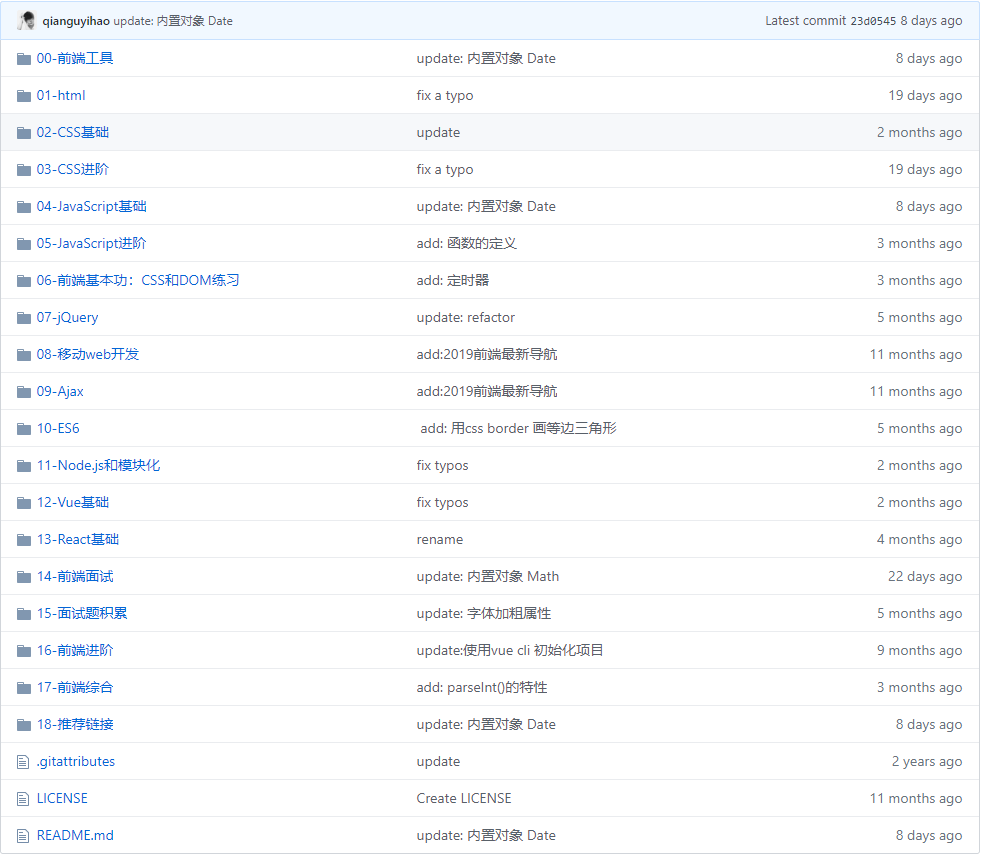 qianguyihao update: 内置对象 Date Latest commit 23d0545 8 days ago
00-前端工具 update: 内置对象 Date 8 days ago
01-html fix a typo 19 days ago
02-CSS基础 update 2 months ago
03-CSS进阶 fix a typo 19 days ago
04-JavaScript基础 update: 内置对象 Date 8 days ago
05-JavaScript进阶 add: 函数的定义 3 months ago
06-前端基本功：CSS和DOM练习 add: 定时器 3 months ago
07-jQuery update: refactor 5 months ago
08-移动web开发 add:2019前端最新导航 11 months ago
09-Ajax add:2019前端最新导航 11 months ago
10-ES6 add: 用css border 画等边三角形 5 months ago
11-Node.js和模块化 fix typos 2 months ago
12-Vue基础 fix typos 2 months ago
13-React基础 rename 4 months ago
14-前端面试 update: 内置对象 Math 22 days ago
15-面试题积累 update: 字体加粗属性 5 months ago
16-前端进阶 update:使用vue cli 初始化项目 9 months ago
17-前端综合 add: parseInt()的特性 3 months ago
18-推荐链接 update: 内置对象 Date 8 days ago
.gitattributes update 2 years ago
LICENSE Create LICENSE 11 months ago
README.md update: 内置对象 Date 8 days ago